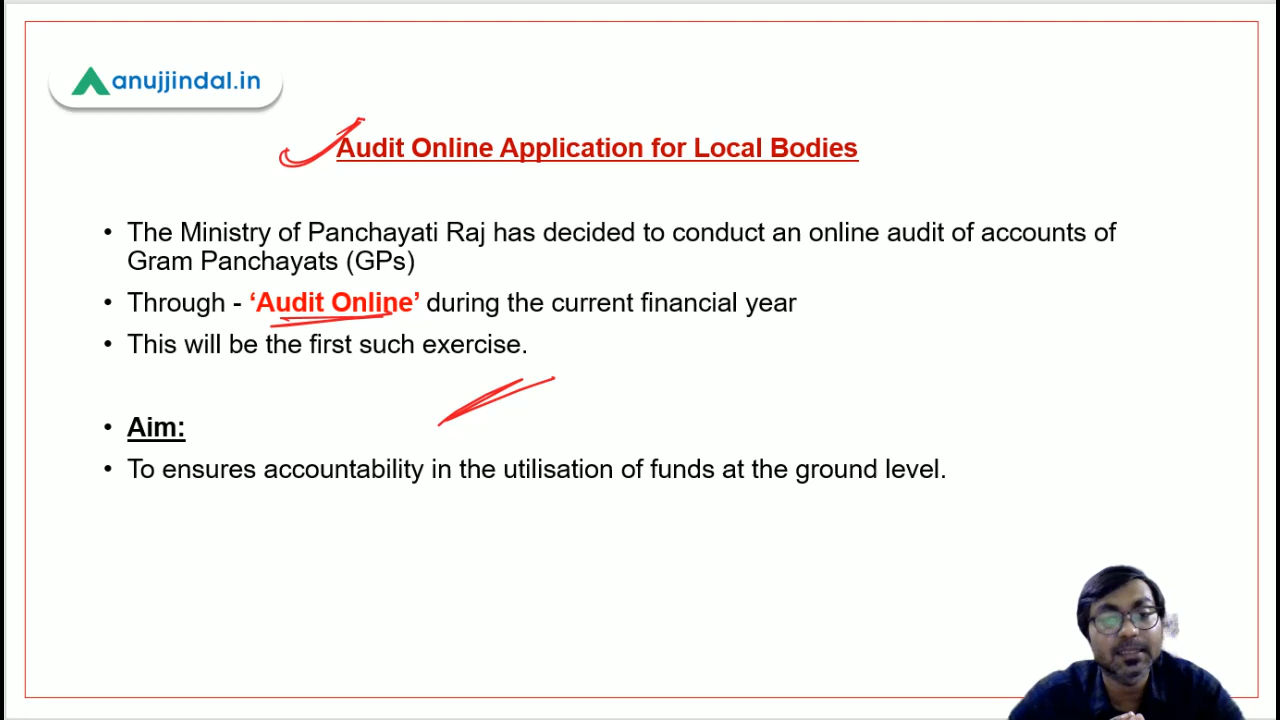 anujjindal.in
Audit Online Application for Local Bodies
• The Ministry of Panchayati Raj has decided to conduct an online audit of accounts of
Gram Panchayats (GPs)
• Through - ‘Audit Online’ during the current financial year
• This will be the first such exercise.
• Aim:
• To ensures accountability in the utilisation of funds at the ground level.